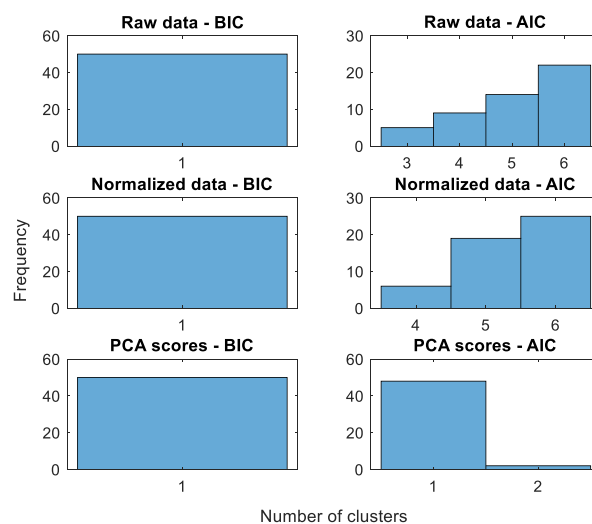 Raw data - BIC
60
40
20
0
1
Raw data - AIC
30
20
10
0
3 4 5 6
Normalized data - BIC
60
40
20
0
1
Normalized data - AIC
30
20
10
0
4 5 6
Frequency
PCA scores - BIC
60
40
20
0
1
PCA scores - AIC
60
40
20
0
1 2
Number of clusters